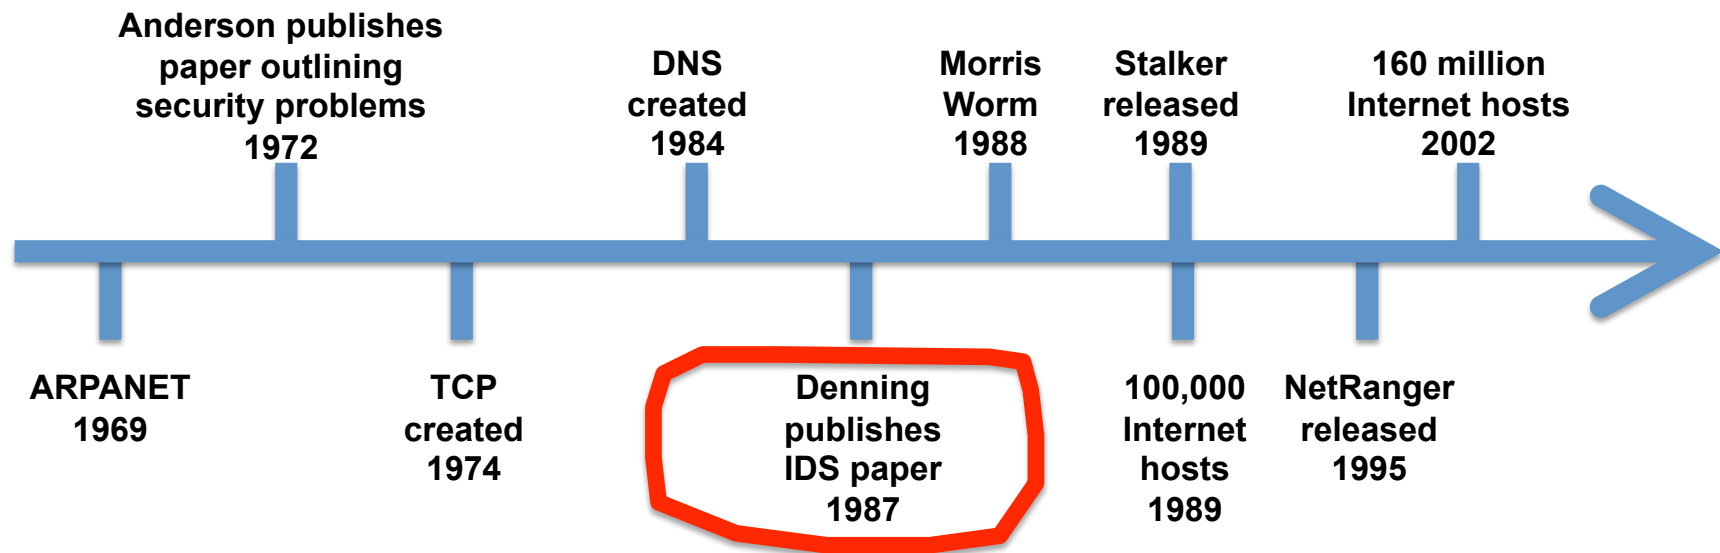 Anderson publishes
paper outlining
security problems
1972
DNS
created
1984
Morris
Worm
1988
Stalker
released
1989
160 million
Internet hosts
2002
ARPANET
1969
TCP
created
1974
Denning
publishes
IDS paper
1987
100,000
Internet
hosts
1989
NetRanger
released
1995